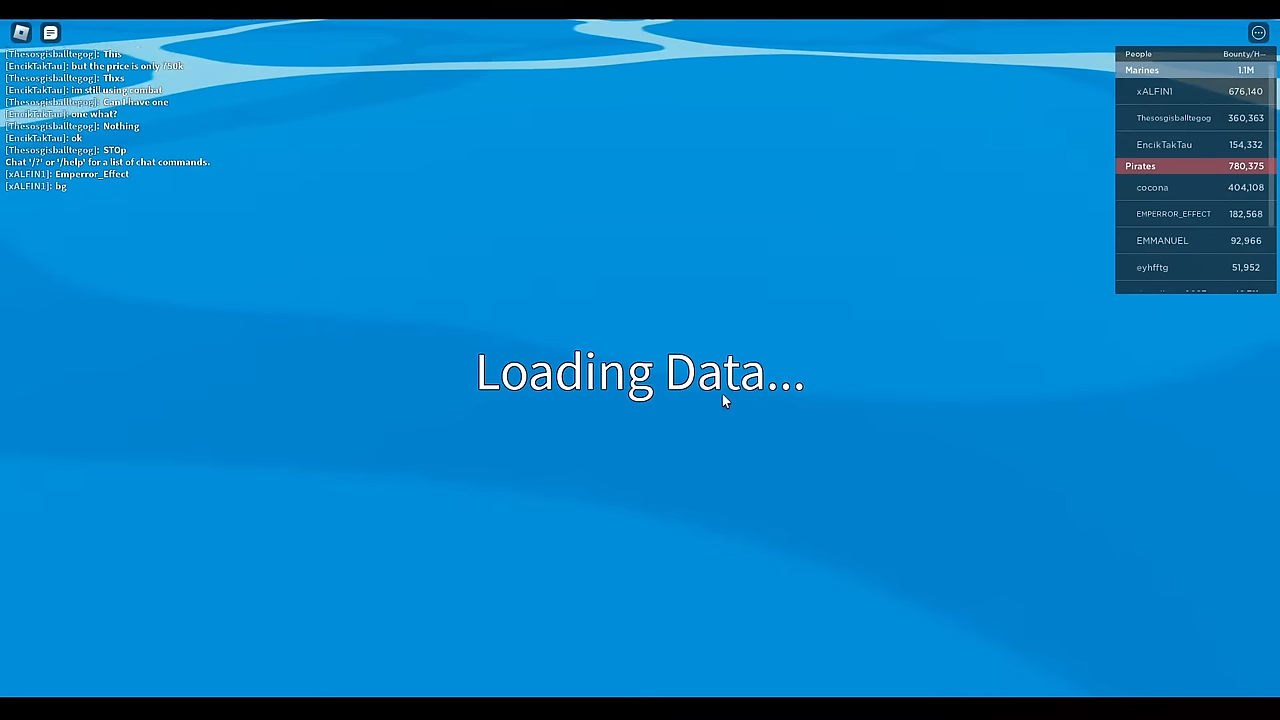 [Thesosgisballtegog]: This
[EncikTakTau]: but the price is only 750k
[Thesosgisballtegog]: Thxs
[EncikTakTau]: im still using combat
[Thesosgisballtegog]: Can I have one
[EncikTakTau]: one what?
[Thesosgisballtegog]: Nothing
[EncikTakTau]: ok
[Thesosgisballtegog]: STOp
Chat '/?' or '/help' for a list of chat commands.
[xALFIN1]: Emperror_Effect
[xALFIN1]: bg
People Bounty/H...
Marines 1.1M
xALFIN1 676,140
Thesosgisballtegog 360,363
EncikTakTau 154,332
Pirates 780,375
cocona 404,108
EMPERROR_EFFECT 182,568
EMMANUEL 92,966
eyhfftg 51,952
Loading Data...